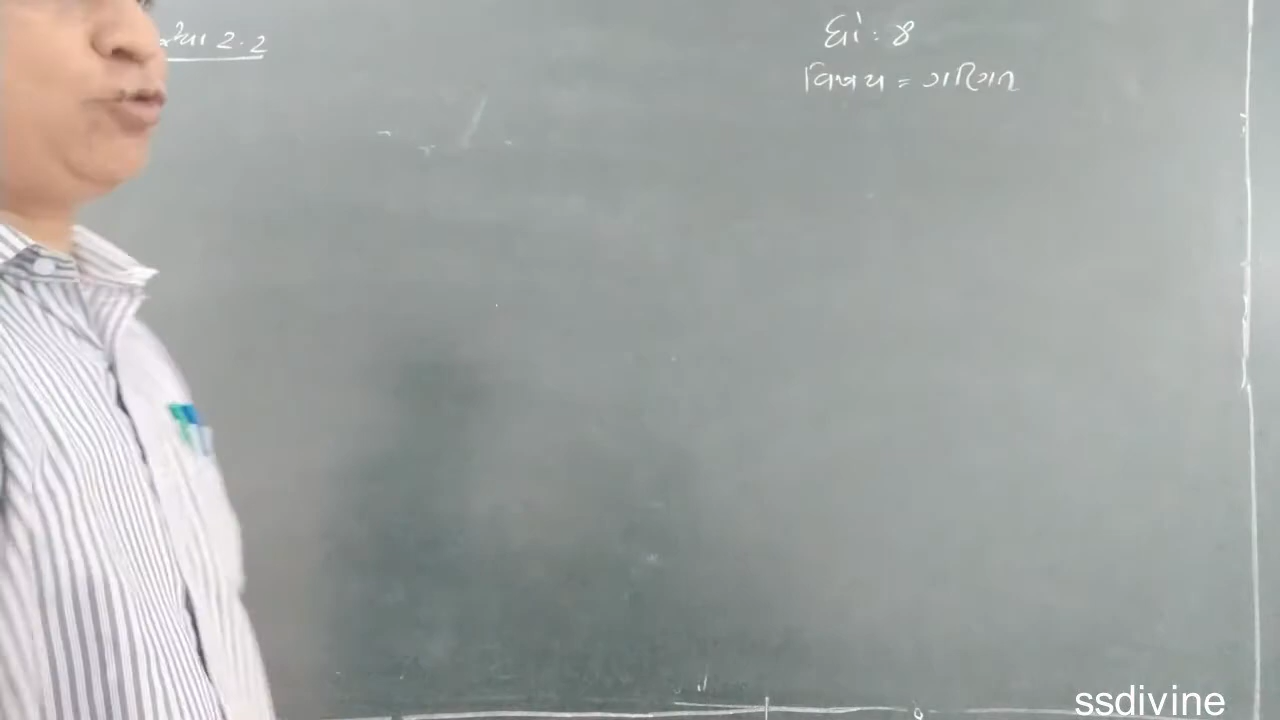 2.2
ધો : 8
વિષય = ગણિત
ssdivine